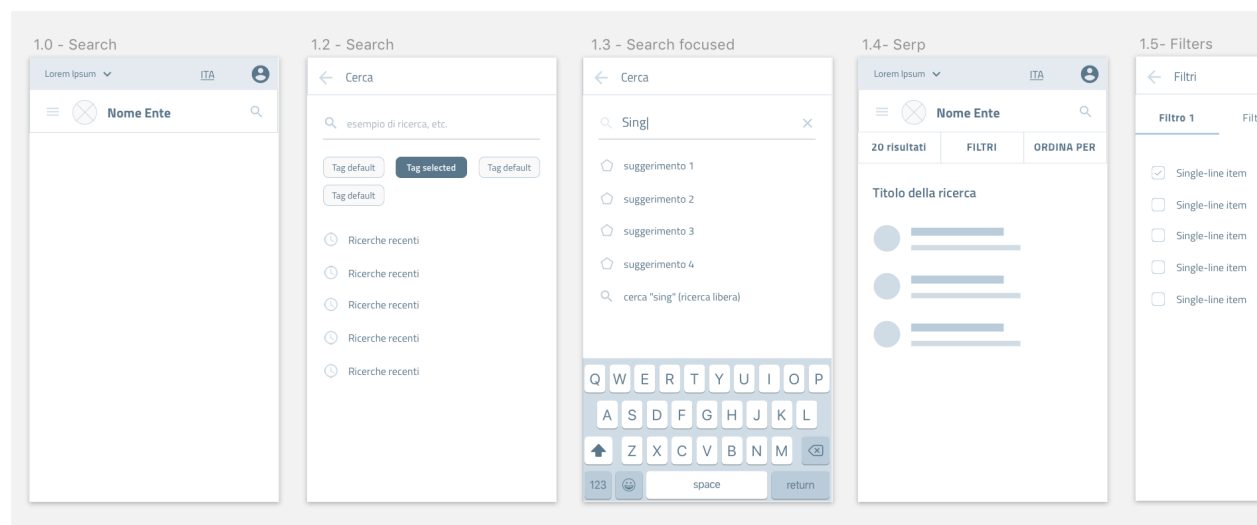 1.0 - Search
Lorem Ipsum
ITA
Nome Ente
1.2 - Search
Cerca
esempio di ricerca, etc.
Tag default
Tag selected
Tag default
Tag default
Ricerche recenti
Ricerche recenti
Ricerche recenti
Ricerche recenti
Ricerche recenti
1.3 - Search focused
Cerca
Sing
suggerimento 1
suggerimento 2
suggerimento 3
suggerimento 4
cerca "sing" (ricerca libera)
Q W E R T Y U I O P
A S D F G H J K L
Z X C V B N M
123 space return
1.4- Serp
Lorem Ipsum
ITA
Nome Ente
20 risultati
FILTRI
ORDINA PER
Titolo della ricerca
1.5- Filters
Filtri
Filtro 1
Filt
Single-line item
Single-line item
Single-line item
Single-line item
Single-line item